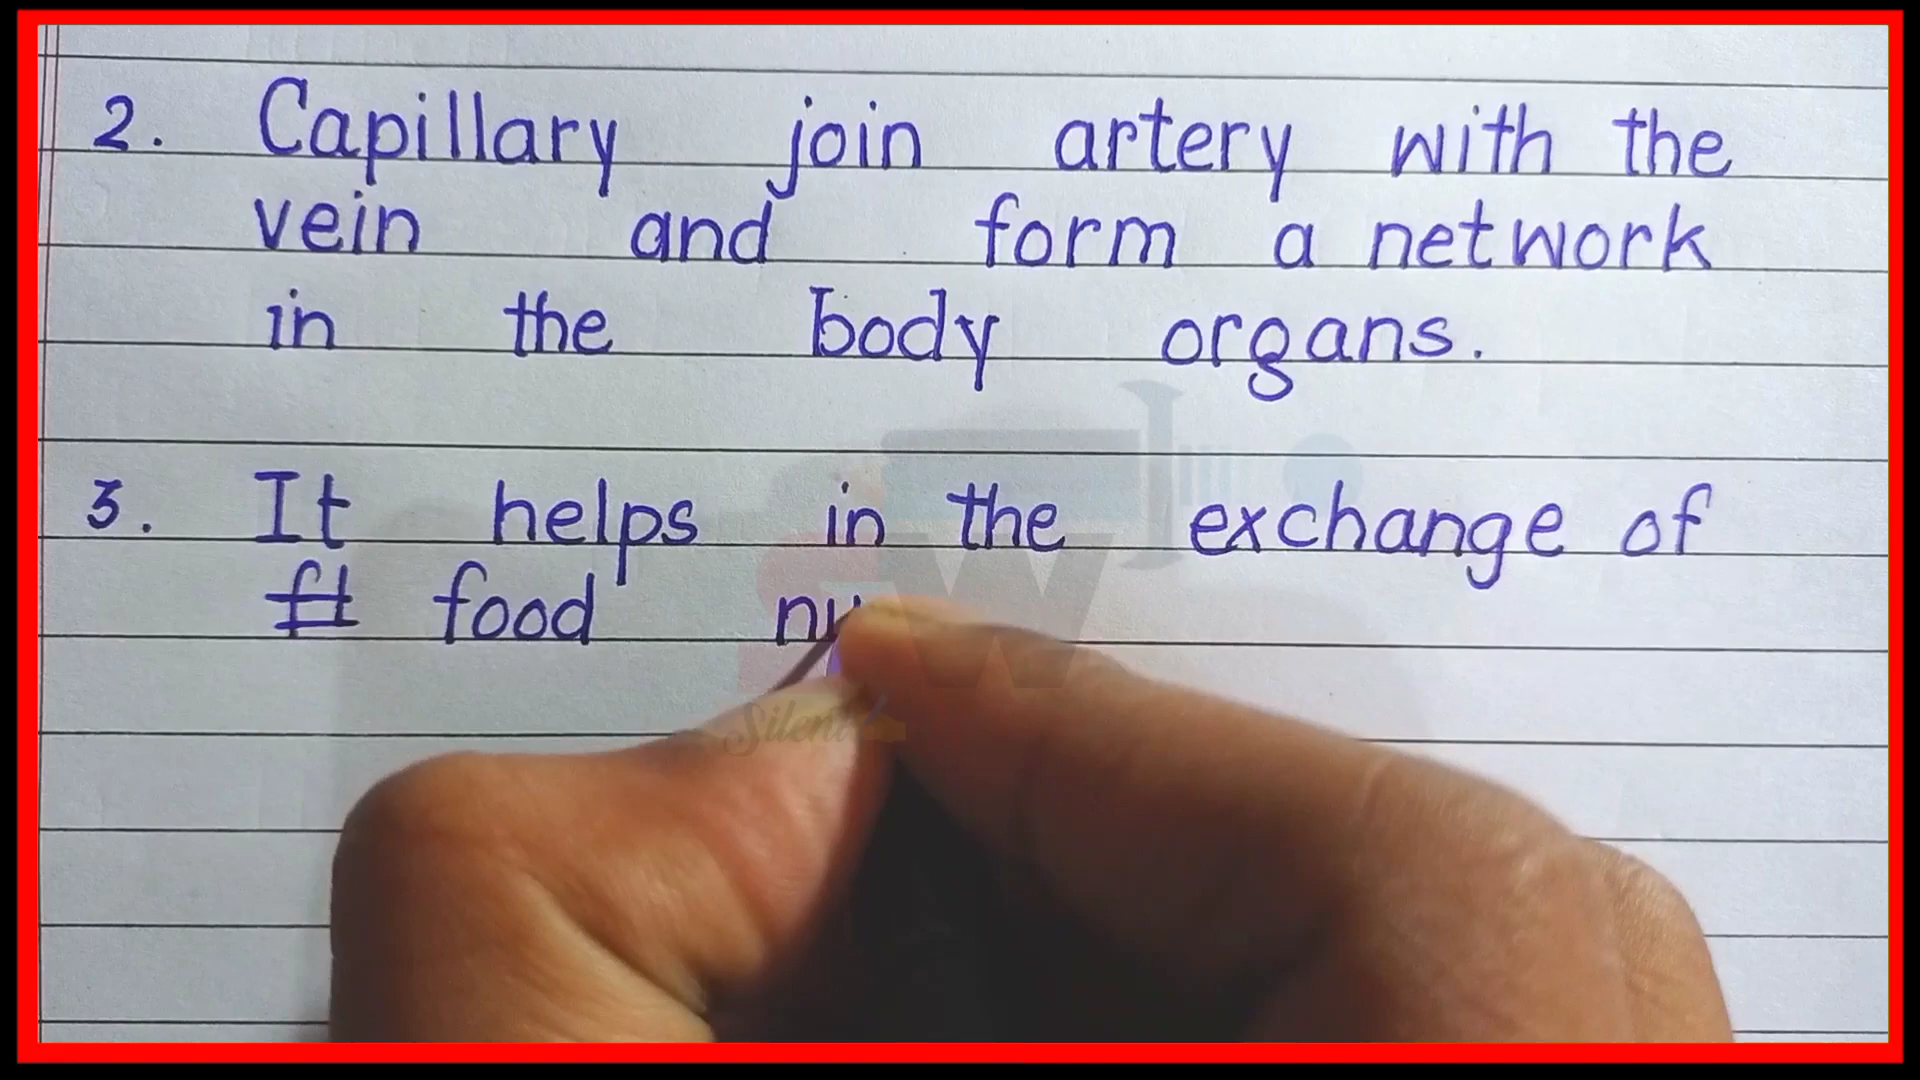 2. Capillary join artery with the
vein and form a network
in the body organs.
3. It helps in the exchange of
food
Silent